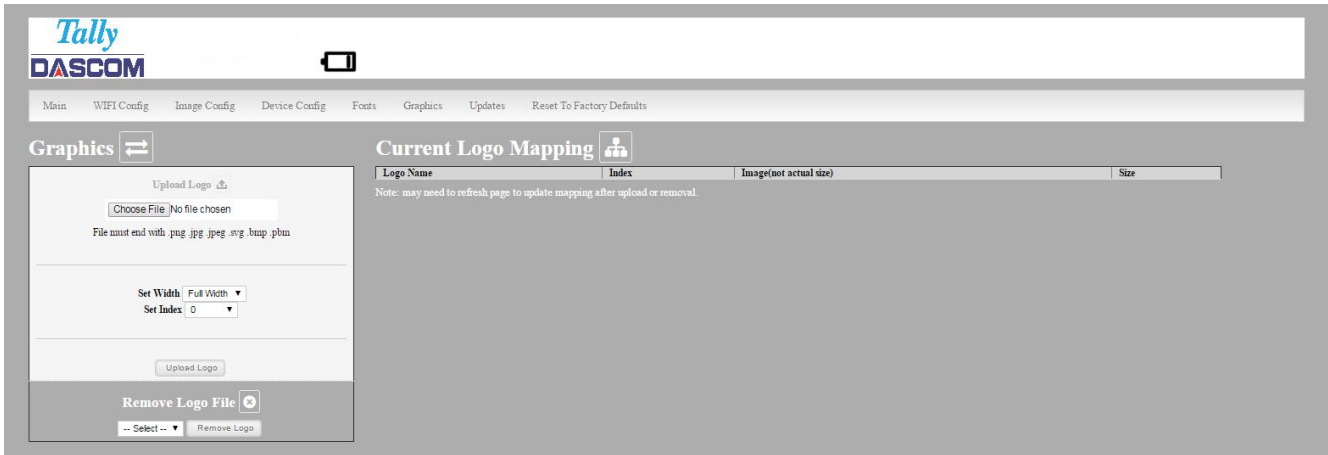 Tally
DASCOM
Main WIFI Config Image Config Device Config Fonts Graphics Updates Reset To Factory Defaults
Graphics
Upload Logo
Choose File No file chosen
File must end with .png .jpg .jpeg .svg .bmp .pbm
Set Width Full Width
Set Index 0
Upload Logo
Remove Logo File
-- Select -- Remove Logo
Current Logo Mapping
Logo Name Index Image(not actual size) Size
Note: may need to refresh page to update mapping after upload or removal.